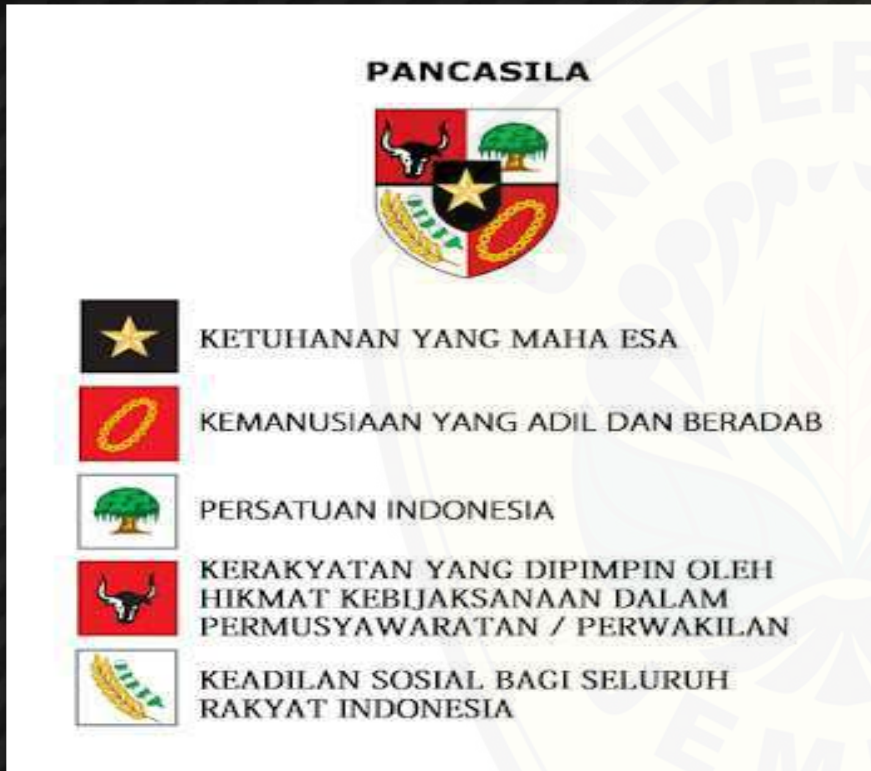 PANCASILA
KETUHANAN YANG MAHA ESA
KEMANUSIAAN YANG ADIL DAN BERADAB
PERSATUAN INDONESIA
KERAKYATAN YANG DIPIMPIN OLEH
HIKMAT KEBIJAKSANAAN DALAM
PERMUSYAWARATAN / PERWAKILAN
KEADILAN SOSIAL BAGI SELURUH
RAKYAT INDONESIA